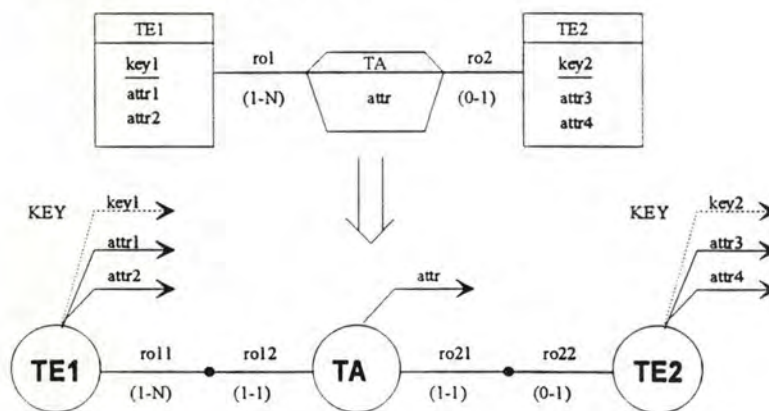 TE1
key1
attr1
attr2
ro1
(1-N)
TA
attr
ro2
(0-1)
TE2
key2
attr3
attr4
KEY
key1
attr1
attr2
attr
KEY
key2
attr3
attr4
TE1
ro11
(1-N)
ro12
(1-1)
TA
ro21
(1-1)
ro22
(0-1)
TE2